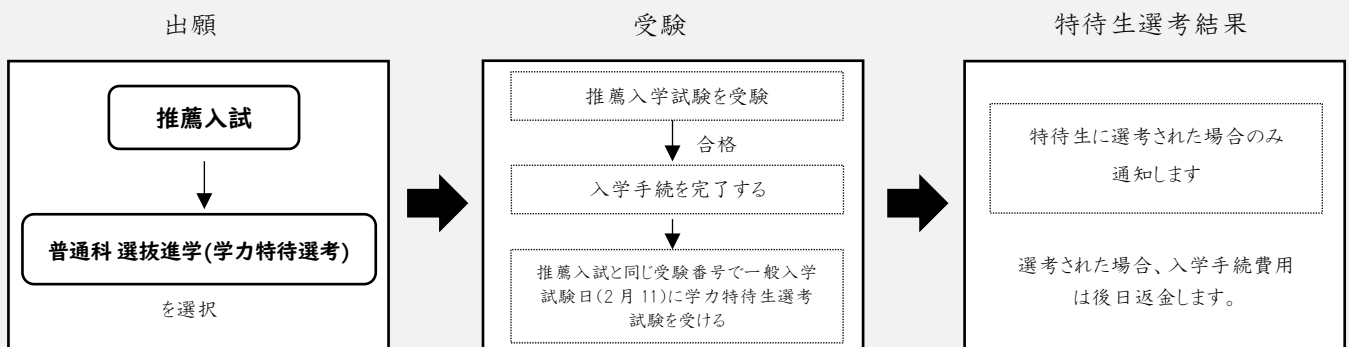 出願
推薦入試
普通科 選抜進学(学力特待選考)
を選択
受験
推薦入学試験を受験
合格
入学手続を完了する
推薦入試と同じ受験番号で一般入学
試験日(2月11)に学力特待生選考
試験を受ける
特待生選考結果
特待生に選考された場合のみ
通知します
選考された場合、入学手続費用
は後日返金します。